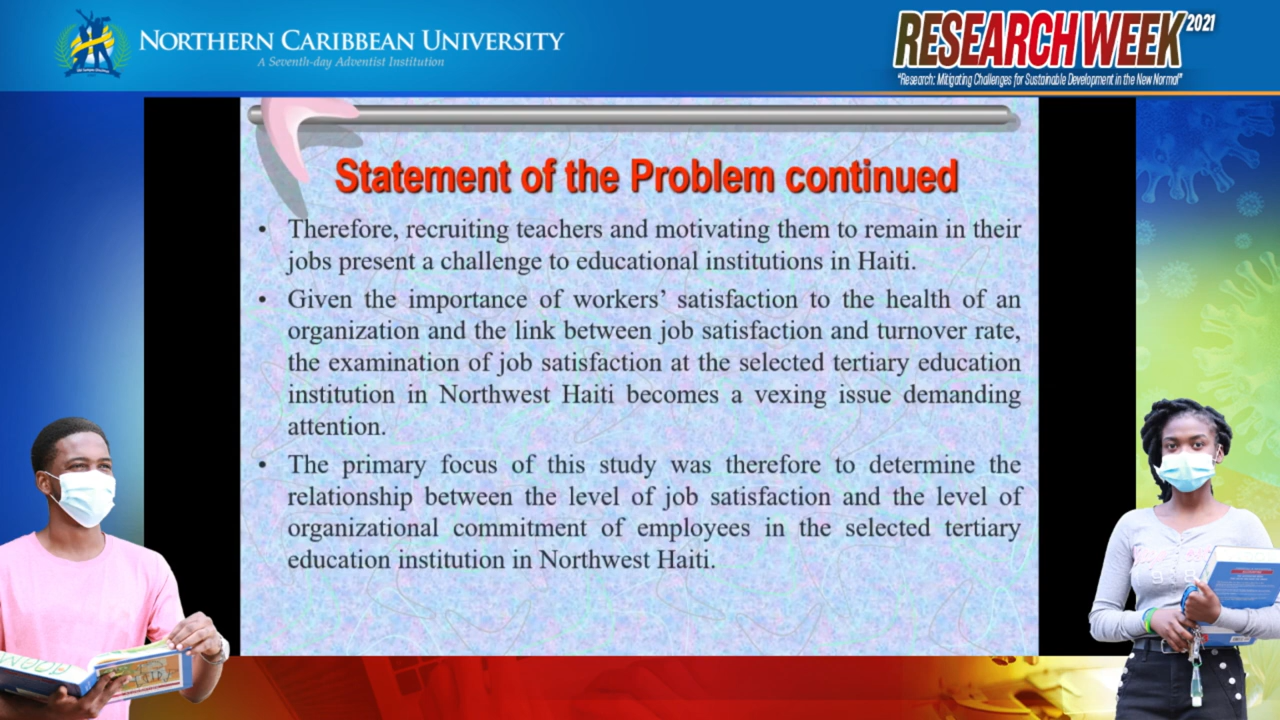 NORTHERN CARIBBEAN UNIVERSITY
A Seventh-day Adventist Institution
RESEARCH WEEK 2021
"Research: Mitigating Challenges for Sustainable Development in the New Normal"
Statement of the Problem continued
• Therefore, recruiting teachers and motivating them to remain in their
jobs present a challenge to educational institutions in Haiti.
• Given the importance of workers’ satisfaction to the health of an
organization and the link between job satisfaction and turnover rate,
the examination of job satisfaction at the selected tertiary education
institution in Northwest Haiti becomes a vexing issue demanding
attention.
• The primary focus of this study was therefore to determine the
relationship between the level of job satisfaction and the level of
organizational commitment of employees in the selected tertiary
education institution in Northwest Haiti.